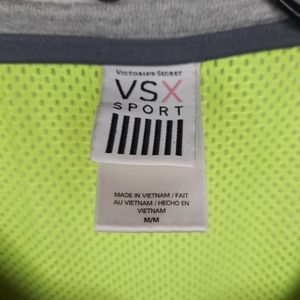 VICTORIA'S SECRET
VSX
SPORT
MADE IN VIETNAM / FAIT
AU VIETNAM / HECHO EN
VIETNAM
M/M